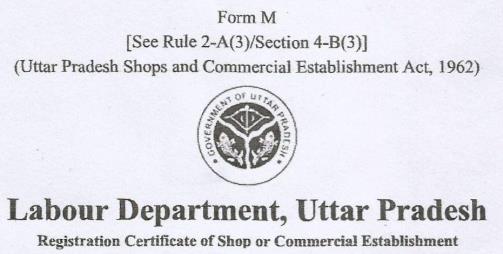 Form M
[See Rule 2-A(3)/Section 4-B(3)]
(Uttar Pradesh Shops and Commercial Establishment Act, 1962)
GOVERNMENT OF UTTAR PRADESH
Labour Department, Uttar Pradesh
Registration Certificate of Shop or Commercial Establishment